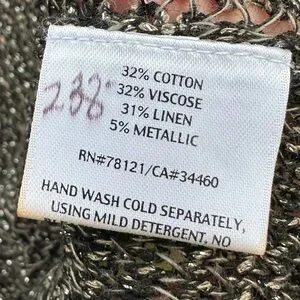 238
32% COTTON
32% VISCOSE
31% LINEN
5% METALLIC
RN#78121/CA#34460
HAND WASH COLD SEPARATELY,
USING MILD DETERGENT, NO